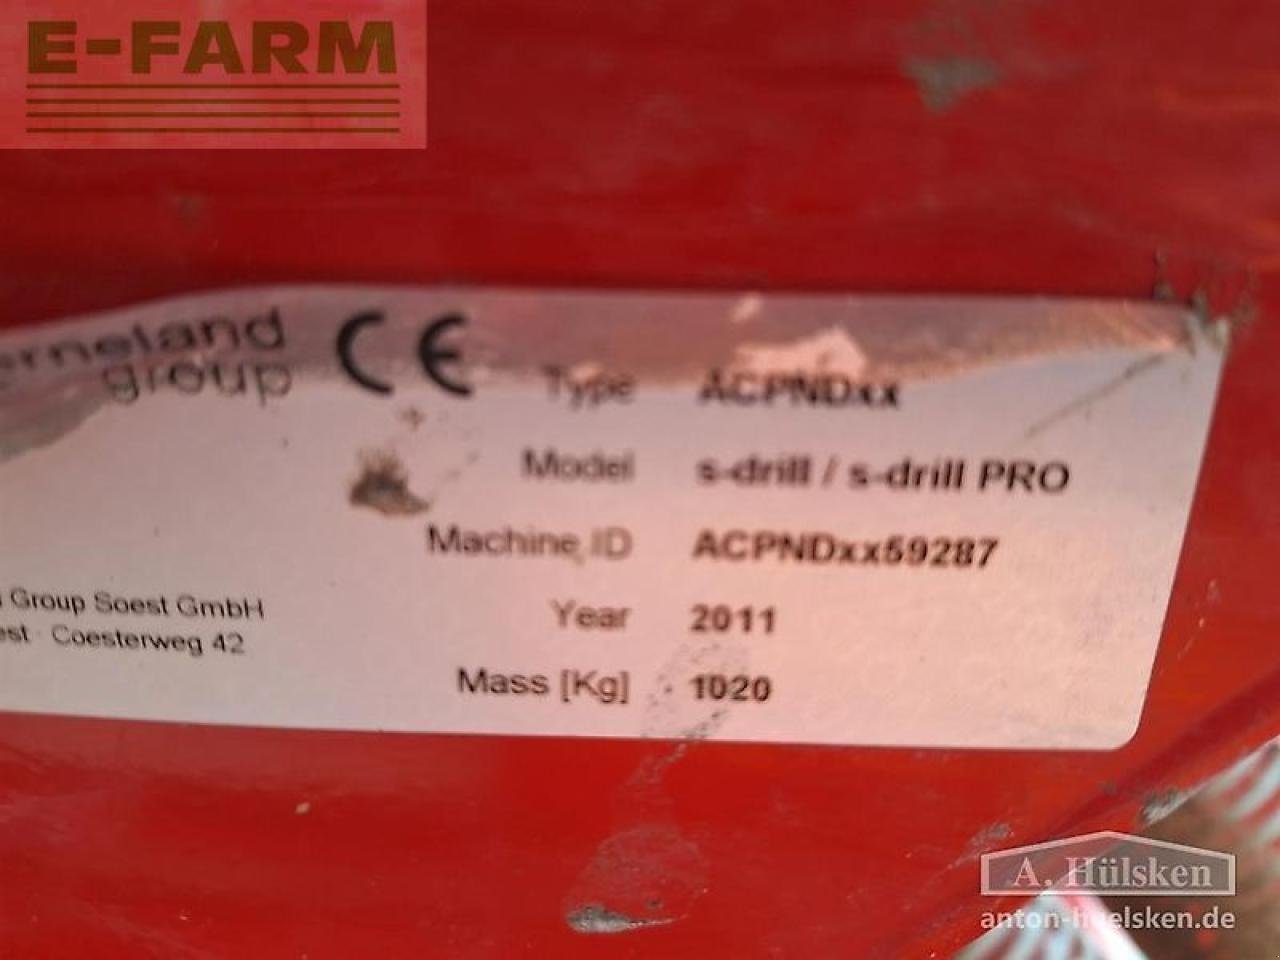 E-FARM
erneland
group
CE
Type ACPNDxx
Model s-drill / s-drill PRO
Machine ID ACPNDxx59287
Year 2011
Mass [Kg] 1020
Group Soest GmbH
Coesterweg 42
A. Hülsken
anton-huelsken.de